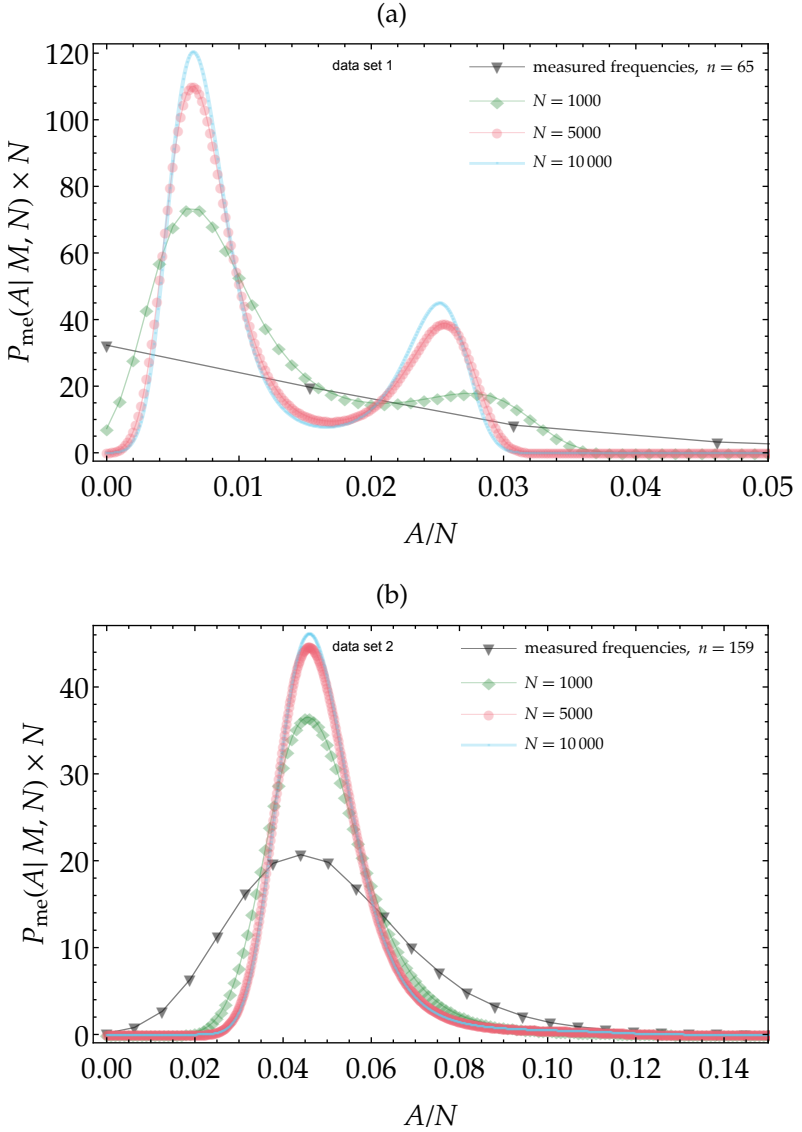 (a)
data set 1
measured frequencies, n = 65
N = 1000
N = 5000
N = 10 000
P_me(A| M, N) × N
120
100
80
60
40
20
0
0.00 0.01 0.02 0.03 0.04 0.05
A/N
(b)
data set 2
measured frequencies, n = 159
N = 1000
N = 5000
N = 10 000
P_me(A| M, N) × N
40
30
20
10
0
0.00 0.02 0.04 0.06 0.08 0.10 0.12 0.14
A/N